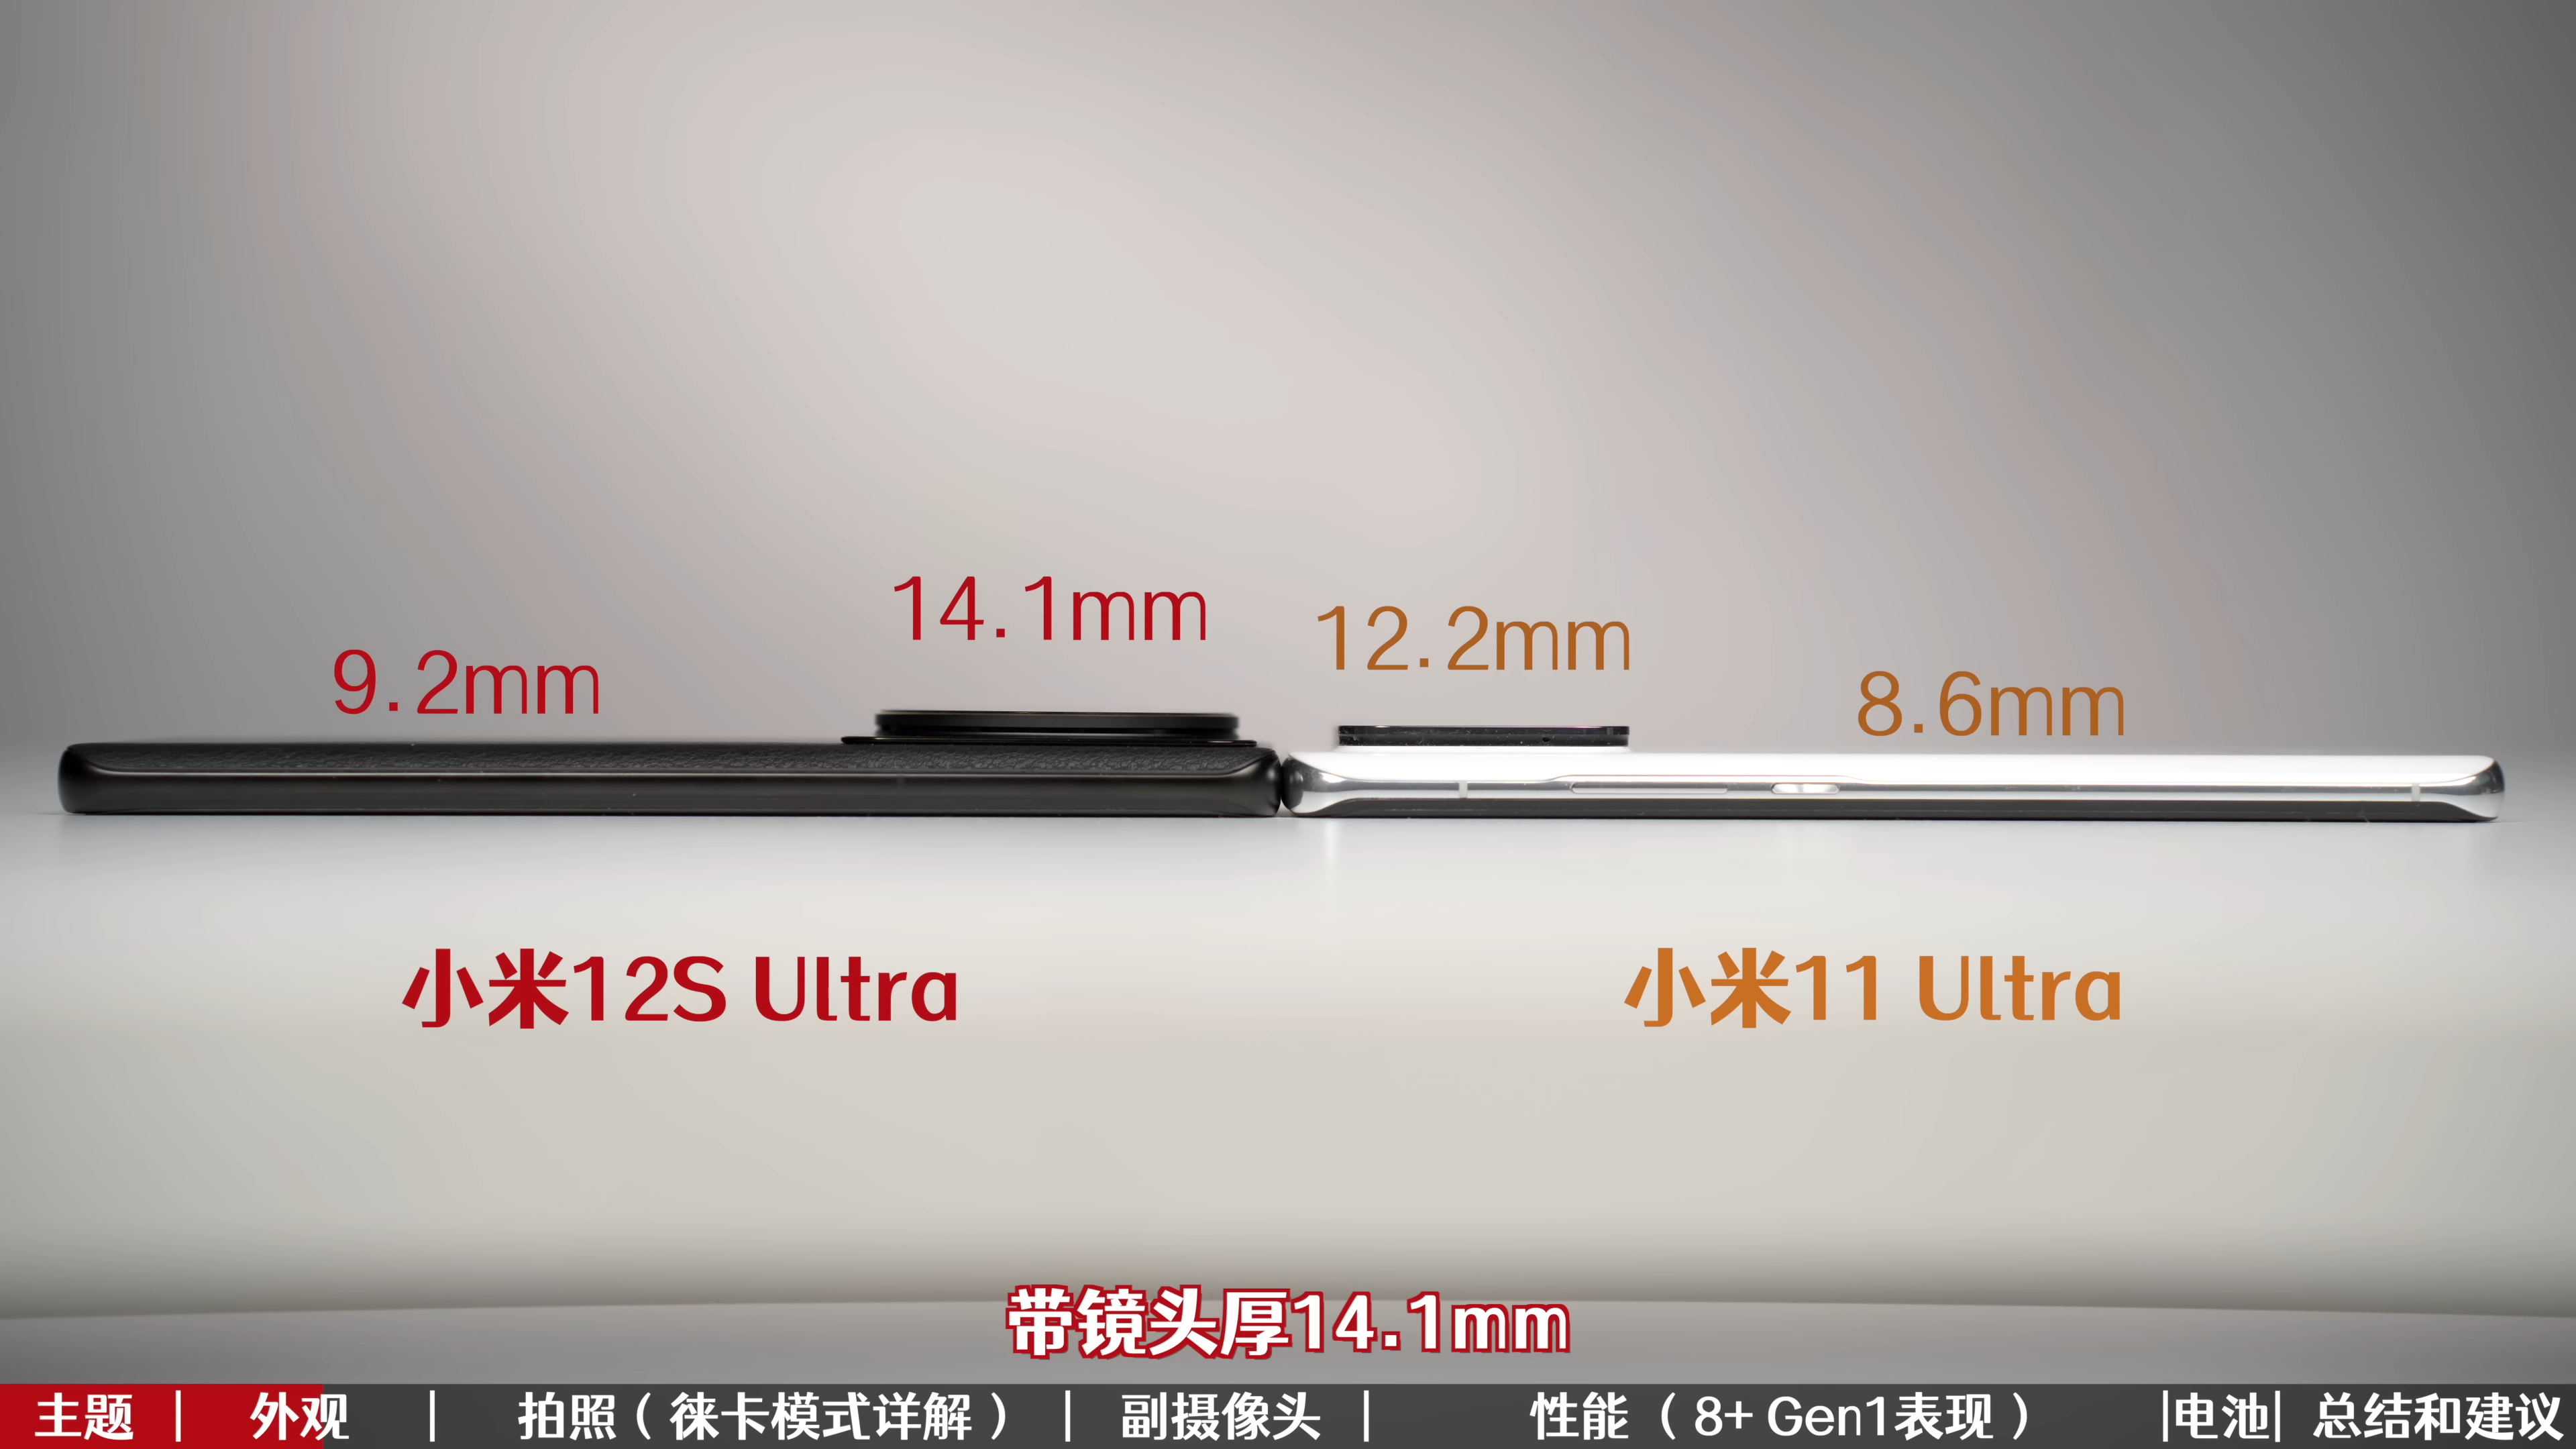 14.1mm
12.2mm
9.2mm
8.6mm
小米12S Ultra
小米11 Ultra
带镜头厚14.1mm
主题 | 外观 | 拍照（徕卡模式详解） | 副摄像头 | 性能（8+ Gen1表现） |电池| 总结和建议